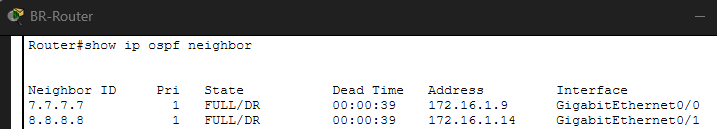 BR-Router
Router#show ip ospf neighbor
Neighbor ID     Pri   State           Dead Time   Address         Interface
7.7.7.7           1   FULL/DR         00:00:39    172.16.1.9      GigabitEthernet0/0
8.8.8.8           1   FULL/DR         00:00:39    172.16.1.14     GigabitEthernet0/1